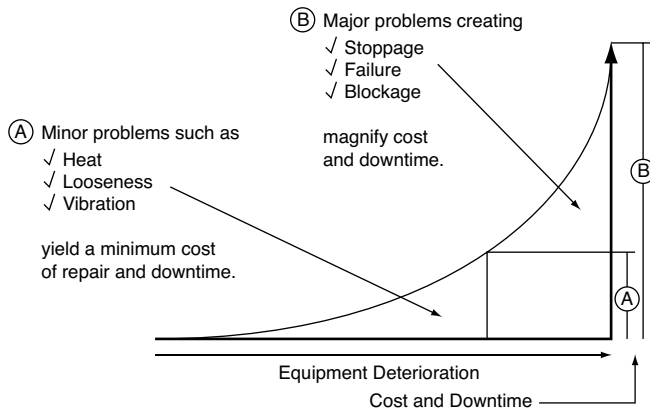 Ⓑ Major problems creating
√ Stoppage
√ Failure
√ Blockage
magnify cost
and downtime.
Ⓐ Minor problems such as
√ Heat
√ Looseness
√ Vibration
yield a minimum cost
of repair and downtime.
Ⓑ
Ⓐ
Equipment Deterioration
Cost and Downtime